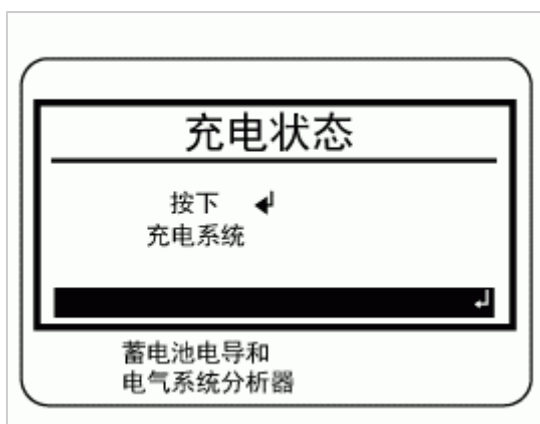 充电状态
按下 ↲
充电系统
↲
蓄电池电导和
电气系统分析器